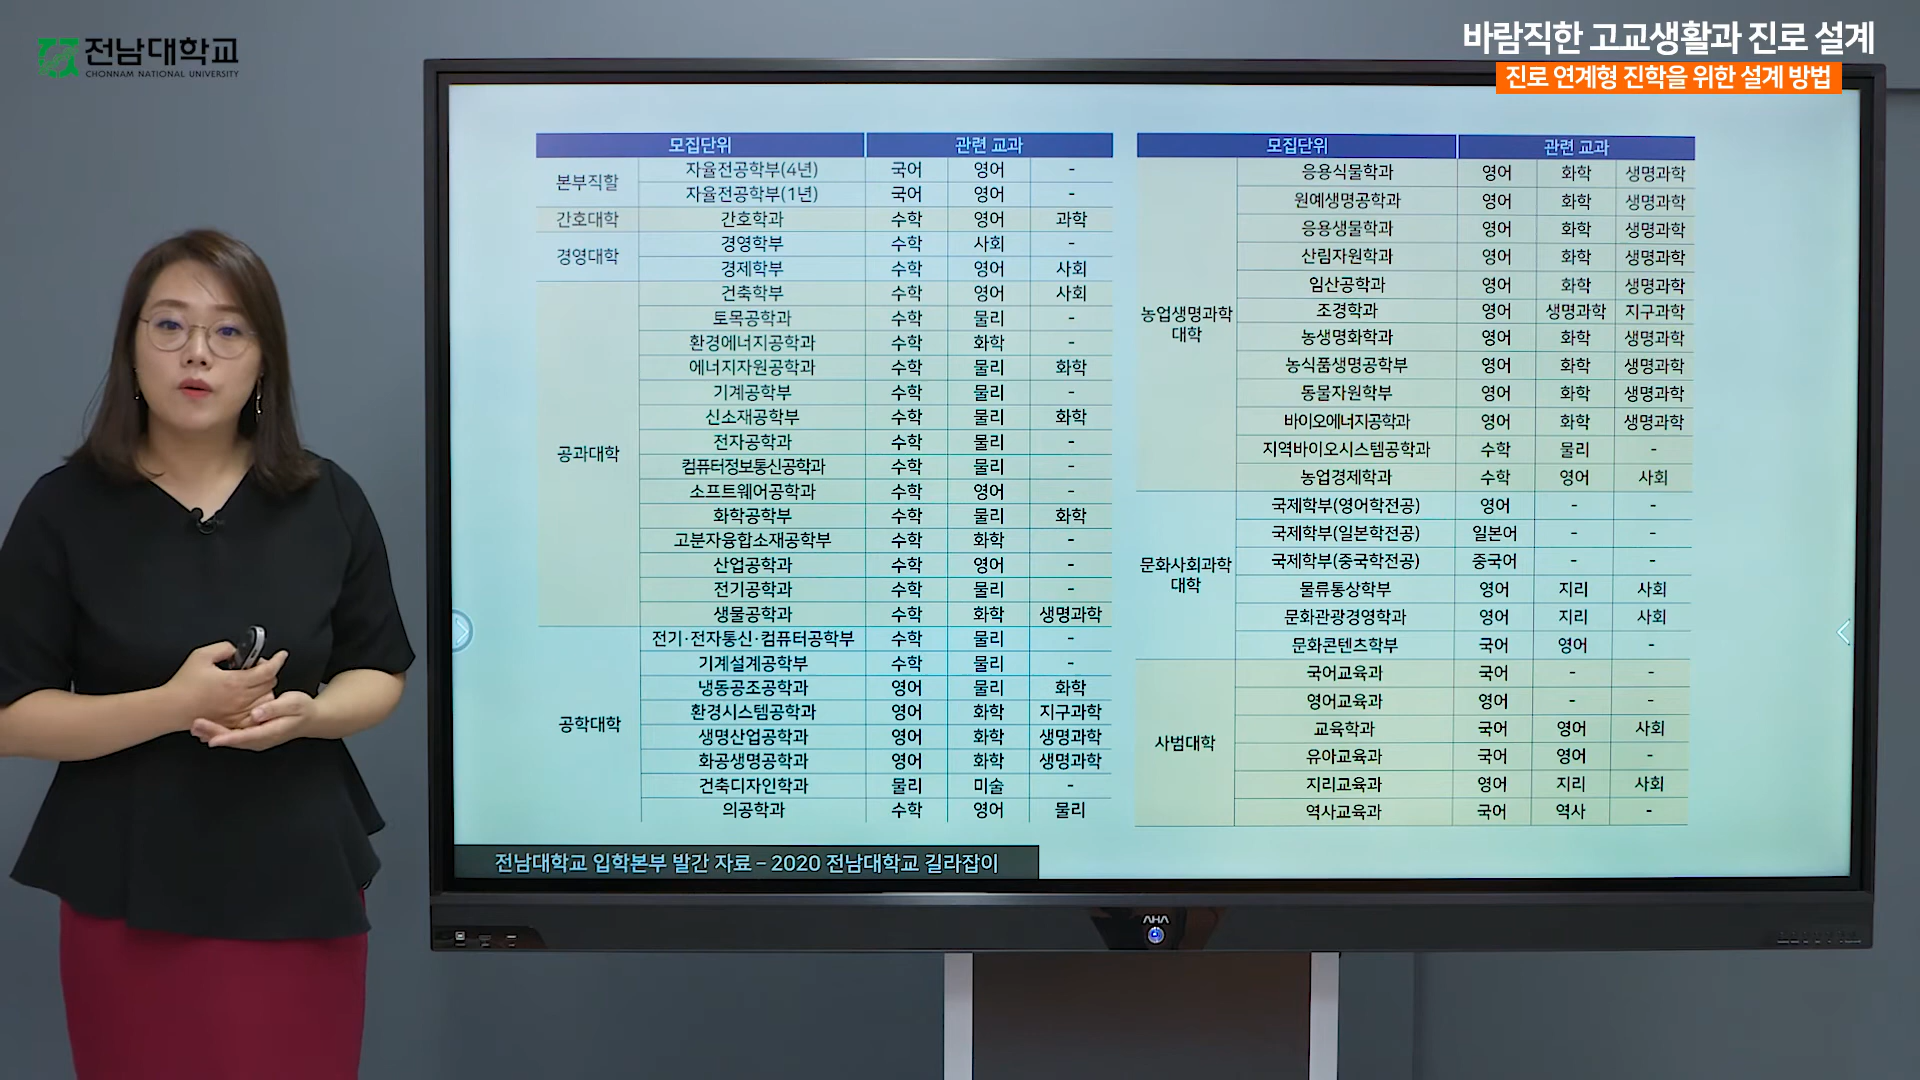 전남대학교
CHONNAM NATIONAL UNIVERSITY
바람직한 고교생활과 진로 설계
진로 연계형 진학을 위한 설계 방법
모집단위 관련 교과
본부직할 자율전공학부(4년) 국어 영어 -
자율전공학부(1년) 국어 영어 -
간호대학 간호학과 수학 영어 과학
경영대학 경영학부 수학 사회 -
경제학부 수학 영어 사회
공과대학 건축학부 수학 영어 사회
토목공학과 수학 물리 -
환경에너지공학과 수학 화학 -
에너지자원공학과 수학 물리 화학
기계공학부 수학 물리 -
신소재공학부 수학 물리 화학
전자공학과 수학 물리 -
컴퓨터정보통신공학과 수학 물리 -
소프트웨어공학과 수학 영어 -
화학공학부 수학 물리 화학
고분자융합소재공학부 수학 화학 -
산업공학과 수학 영어 -
전기공학과 수학 물리 -
생물공학과 수학 화학 생명과학
공학대학 전기·전자통신·컴퓨터공학부 수학 물리 -
기계설계공학부 수학 물리 -
냉동공조공학과 영어 물리 화학
환경시스템공학과 영어 화학 지구과학
생명산업공학과 영어 화학 생명과학
화공생명공학과 영어 화학 생명과학
건축디자인학과 물리 미술 -
의공학과 수학 영어 물리
모집단위 관련 교과
농업생명과학
대학
응용식물학과 영어 화학 생명과학
원예생명공학과 영어 화학 생명과학
응용생물학과 영어 화학 생명과학
산림자원학과 영어 화학 생명과학
임산공학과 영어 화학 생명과학
조경학과 영어 생명과학 지구과학
농생명화학과 영어 화학 생명과학
농식품생명공학부 영어 화학 생명과학
동물자원학부 영어 화학 생명과학
바이오에너지공학과 영어 화학 생명과학
지역바이오시스템공학과 수학 물리 -
농업경제학과 수학 영어 사회
문화사회과학
대학
국제학부(영어학전공) 영어 - -
국제학부(일본학전공) 일본어 - -
국제학부(중국학전공) 중국어 - -
물류통상학부 영어 지리 사회
문화관광경영학과 영어 지리 사회
문화콘텐츠학부 국어 영어 -
사범대학 국어교육과 국어 - -
영어교육과 영어 - -
교육학과 국어 영어 사회
유아교육과 국어 영어 -
지리교육과 영어 지리 사회
역사교육과 국어 역사 -
전남대학교 입학본부 발간 자료 – 2020 전남대학교 길라잡이
AHA